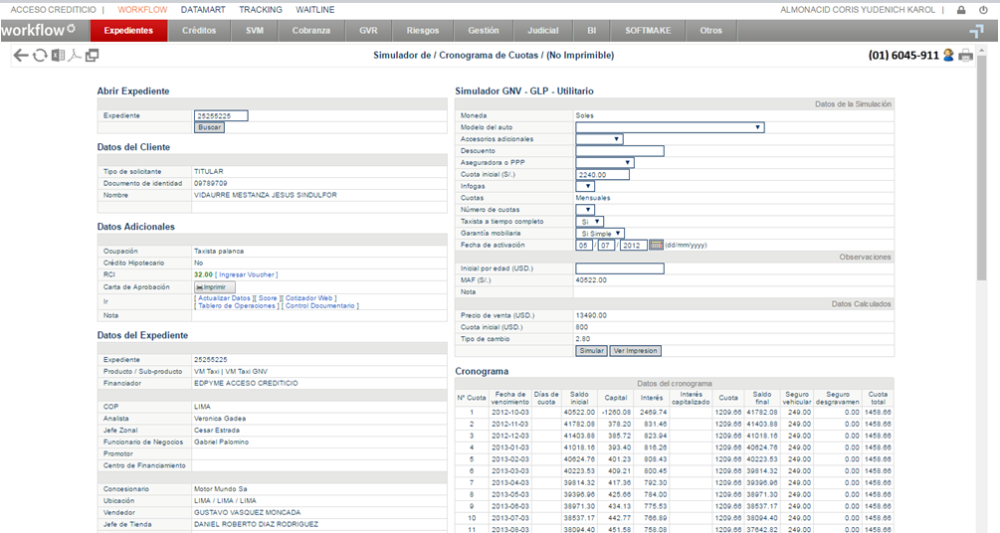 ACCESO CREDITICIO | WORKFLOW DATAMART TRACKING WAITLINE ALMONACID CORIS YUDENICH KAROL |
workflow Expedientes Créditos SVM Cobranza GVR Riesgos Gestión Judicial BI SOFTMAKE Otros
Simulador de / Cronograma de Cuotas / (No Imprimible) (01) 6045-911
Abrir Expediente
Expediente 25255225
Buscar
Datos del Cliente
Tipo de solicitante TITULAR
Documento de identidad 09789709
Nombre VIDAURRE MESTANZA JESUS SINDULFOR
Datos Adicionales
Ocupación Taxista palanca
Crédito Hipotecario No
RCI 32.00 [ Ingresar Voucher ]
Carta de Aprobación Imprimir
Ir [ Actualizar Datos ][ Score ][ Cotizador Web ]
[ Tablero de Operaciones ] [ Control Documentario ]
Nota
Datos del Expediente
Expediente 25255225
Producto / Sub-producto VM Taxi | VM Taxi GNV
Financiador EDPYME ACCESO CREDITICIO
COP LIMA
Analista Veronica Gadea
Jefe Zonal Cesar Estrada
Funcionario de Negocios Gabriel Palomino
Promotor
Centro de Financiamiento
Concesionario Motor Mundo Sa
Ubicación LIMA / LIMA / LIMA
Vendedor GUSTAVO VASQUEZ MONCADA
Jefe de Tienda DANIEL ROBERTO DIAZ RODRIGUEZ
Simulador GNV - GLP - Utilitario
Datos de la Simulación
Moneda Soles
Modelo del auto
Accesorios adicionales
Descuento
Aseguradora o PPP
Cuota inicial (S/.) 2240.00
Infogas
Cuotas Mensuales
Número de cuotas
Taxista a tiempo completo Si
Garantía mobiliaria Si Simple
Fecha de activación 05 / 07 / 2012 (dd/mm/yyyy)
Observaciones
Inicial por edad (USD.)
MAF (S/.) 40522.00
Nota
Datos Calculados
Precio de venta (USD.) 13490.00
Cuota inicial (USD.) 800
Tipo de cambio 2.80
Simular Ver Impresion
Cronograma
Datos del cronograma
Nº Cuota Fecha de vencimiento Días de cuota Saldo inicial Capital Interés Interés capitalizado Cuota Saldo final Seguro vehicular Seguro desgravamen Cuota total
1 2012-10-03 40522.00 -1260.08 2469.74 1209.66 41782.08 249.00 0.00 1458.66
2 2012-11-03 41782.08 378.20 831.46 1209.66 41403.88 249.00 0.00 1458.66
3 2012-12-03 41403.88 385.72 823.94 1209.66 41018.16 249.00 0.00 1458.66
4 2013-01-03 41018.16 393.40 816.26 1209.66 40624.76 249.00 0.00 1458.66
5 2013-02-03 40624.76 401.23 808.43 1209.66 40223.53 249.00 0.00 1458.66
6 2013-03-03 40223.53 409.21 800.45 1209.66 39814.32 249.00 0.00 1458.66
7 2013-04-03 39814.32 417.36 792.30 1209.66 39396.96 249.00 0.00 1458.66
8 2013-05-03 39396.96 425.66 784.00 1209.66 38971.30 249.00 0.00 1458.66
9 2013-06-03 38971.30 434.13 775.53 1209.66 38537.17 249.00 0.00 1458.66
10 2013-07-03 38537.17 442.77 766.89 1209.66 38094.40 249.00 0.00 1458.66
11 2013-08-03 38094.40 451.58 758.08 1209.66 37642.82 249.00 0.00 1458.66